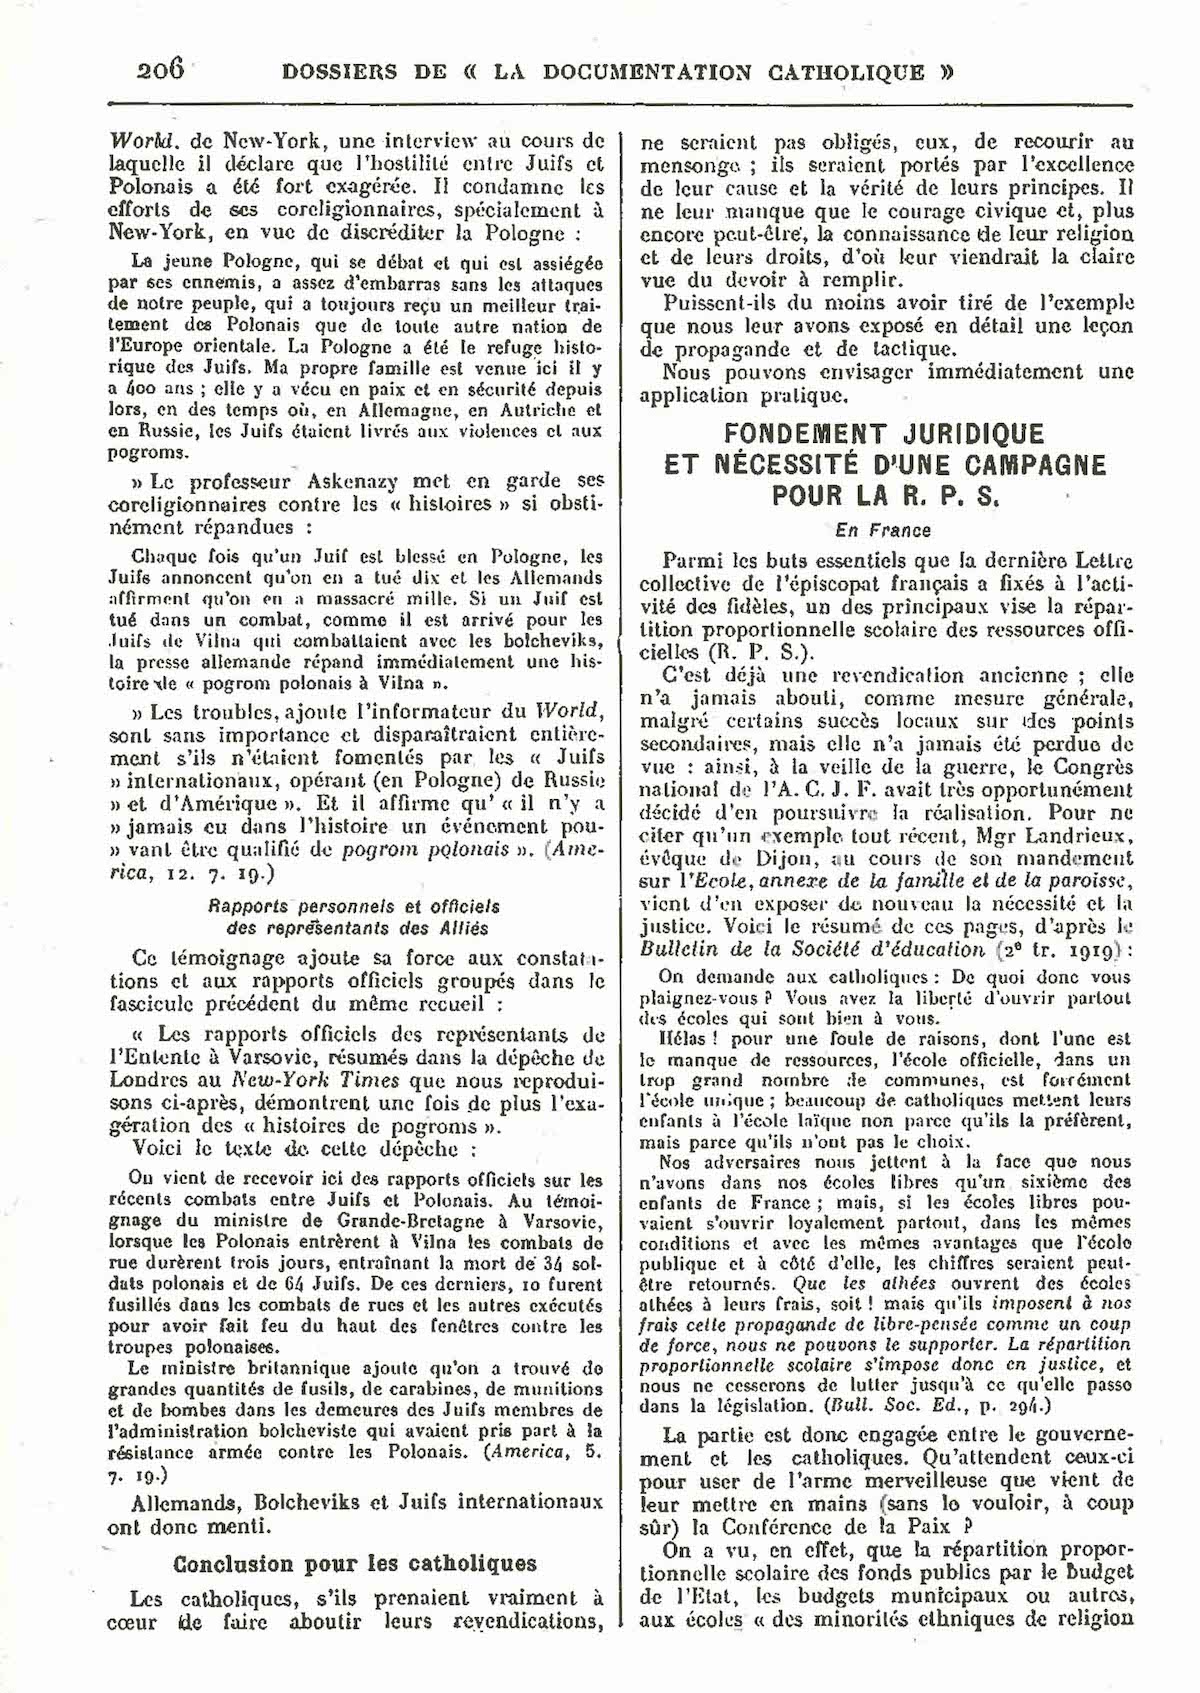 206 DOSSIERS DE « LA DOCUMENTATION CATHOLIQUE »
World, de New-York, une interview au cours de
laquelle il déclare que l'hostilité entre Juifs et
Polonais a été fort exagérée. Il condamne les
efforts de ses coreligionnaires, spécialement à
New-York, en vue de discréditer la Pologne :
La jeune Pologne, qui se débat et qui est assiégée
par ses ennemis, a assez d'embarras sans les attaques
de notre peuple, qui a toujours reçu un meilleur trai-
tement des Polonais que de toute autre nation de
l'Europe orientale. La Pologne a été le refuge histo-
rique des Juifs. Ma propre famille est venue ici il y
a 400 ans ; elle y a vécu en paix et en sécurité depuis
lors, en des temps où, en Allemagne, en Autriche et
en Russie, les Juifs étaient livrés aux violences et aux
pogroms.
» Le professeur Askenazy met en garde ses
coreligionnaires contre les « histoires » si obsti-
nément répandues :
Chaque fois qu'un Juif est blessé en Pologne, les
Juifs annoncent qu'on en a tué dix et les Allemands
affirment qu'on en a massacré mille. Si un Juif est
tué dans un combat, comme il est arrivé pour les
Juifs de Vilna qui combattaient avec les bolcheviks,
la presse allemande répand immédiatement une his-
toire de « pogrom polonais à Vilna ».
» Les troubles, ajoute l'informateur du World,
sont sans importance et disparaîtraient entière-
ment s'ils n'étaient fomentés par les « Juifs
» internationaux, opérant (en Pologne) de Russie
» et d'Amérique ». Et il affirme qu' « il n'y a
» jamais eu dans l'histoire un événement pou-
» vant être qualifié de pogrom polonais ». (Ame-
rica, 12. 7. 19.)
Rapports personnels et officiels
des représentants des Alliés
Ce témoignage ajoute sa force aux constata-
tions et aux rapports officiels groupés dans le
fascicule précédent du même recueil :
« Les rapports officiels des représentants de
l'Entente à Varsovie, résumés dans la dépêche de
Londres au New-York Times que nous reprodui-
sons ci-après, démontrent une fois de plus l'exa-
gération des « histoires de pogroms ».
Voici le texte de cette dépêche :
On vient de recevoir ici des rapports officiels sur les
récents combats entre Juifs et Polonais. Au témoi-
gnage du ministre de Grande-Bretagne à Varsovie,
lorsque les Polonais entrèrent à Vilna les combats de
rue durèrent trois jours, entraînant la mort de 34 sol-
dats polonais et de 64 Juifs. De ces derniers, 10 furent
fusillés dans les combats de rues et les autres exécutés
pour avoir fait feu du haut des fenêtres contre les
troupes polonaises.
Le ministre britannique ajoute qu'on a trouvé de
grandes quantités de fusils, de carabines, de munitions
et de bombes dans les demeures des Juifs membres de
l'administration bolcheviste qui avaient pris part à la
résistance armée contre les Polonais. (America, 5.
7. 19.)
Allemands, Bolcheviks et Juifs internationaux
ont donc menti.
Conclusion pour les catholiques
Les catholiques, s'ils prenaient vraiment à
cœur de faire aboutir leurs revendications,
ne seraient pas obligés, eux, de recourir au
mensonge ; ils seraient portés par l'excellence
de leur cause et la vérité de leurs principes. Il
ne leur manque que le courage civique et, plus
encore peut-être, la connaissance de leur religion
et de leurs droits, d'où leur viendrait la claire
vue du devoir à remplir.
Puissent-ils du moins avoir tiré de l'exemple
que nous leur avons exposé en détail une leçon
de propagande et de tactique.
Nous pouvons envisager immédiatement une
application pratique.
FONDEMENT JURIDIQUE
ET NÉCESSITÉ D'UNE CAMPAGNE
POUR LA R. P. S.
En France
Parmi les buts essentiels que la dernière Lettre
collective de l'épiscopat français a fixés à l'acti-
vité des fidèles, un des principaux vise la répar-
tition proportionnelle scolaire des ressources offi-
cielles (R. P. S.).
C'est déjà une revendication ancienne ; elle
n'a jamais abouti, comme mesure générale,
malgré certains succès locaux sur des points
secondaires, mais elle n'a jamais été perdue de
vue : ainsi, à la veille de la guerre, le Congrès
national de l'A. C. J. F. avait très opportunément
décidé d'en poursuivre la réalisation. Pour ne
citer qu'un exemple tout récent, Mgr Landrieux,
évêque de Dijon, au cours de son mandement
sur l'Ecole, annexe de la famille et de la paroisse,
vient d'en exposer de nouveau la nécessité et la
justice. Voici le résumé de ces pages, d'après le
Bulletin de la Société d'éducation (2e tr. 1919) :
On demande aux catholiques : De quoi donc vous
plaignez-vous ? Vous avez la liberté d'ouvrir partout
des écoles qui sont bien à vous.
Hélas ! pour une foule de raisons, dont l'une est
le manque de ressources, l'école officielle, dans un
trop grand nombre de communes, est forcément
l'école unique ; beaucoup de catholiques mettent leurs
enfants à l'école laïque non parce qu'ils la préfèrent,
mais parce qu'ils n'ont pas le choix.
Nos adversaires nous jettent à la face que nous
n'avons dans nos écoles libres qu'un sixième des
enfants de France ; mais, si les écoles libres pou-
vaient s'ouvrir loyalement partout, dans les mêmes
conditions et avec les mêmes avantages que l'école
publique et à côté d'elle, les chiffres seraient peut-
être retournés. Que les athées ouvrent des écoles
athées à leurs frais, soit ! mais qu'ils imposent à nos
frais cette propagande de libre-pensée comme un coup
de force, nous ne pouvons le supporter. La répartition
proportionnelle scolaire s'impose donc en justice, et
nous ne cesserons de lutter jusqu'à ce qu'elle passe
dans la législation. (Bull. Soc. Ed., p. 294.)
La partie est donc engagée entre le gouverne-
ment et les catholiques. Qu'attendent ceux-ci
pour user de l'arme merveilleuse que vient de
leur mettre en mains (sans le vouloir, à coup
sûr) la Conférence de la Paix ?
On a vu, en effet, que la répartition propor-
tionnelle scolaire des fonds publics par le budget
de l'Etat, les budgets municipaux ou autres,
aux écoles « des minorités ethniques de religion